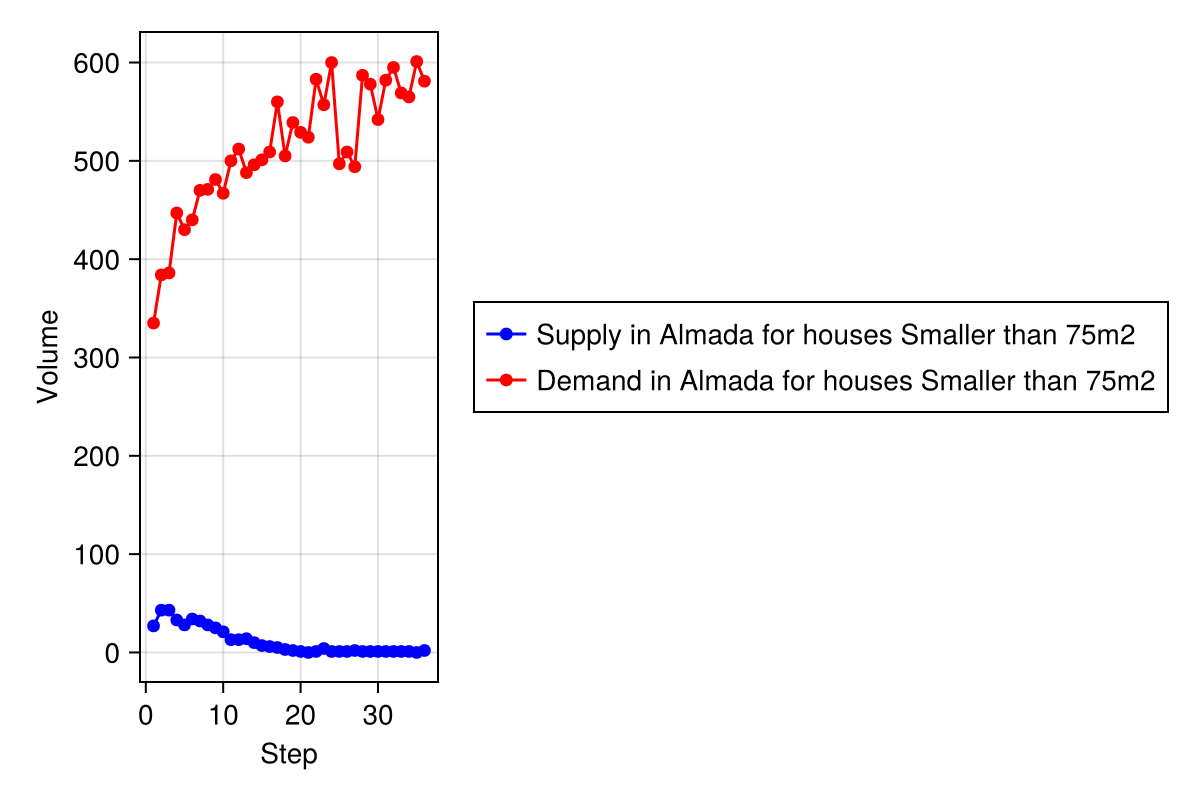 600
500
400
300
200
100
0
Volume
0 10 20 30
Step
Supply in Almada for houses Smaller than 75m2
Demand in Almada for houses Smaller than 75m2